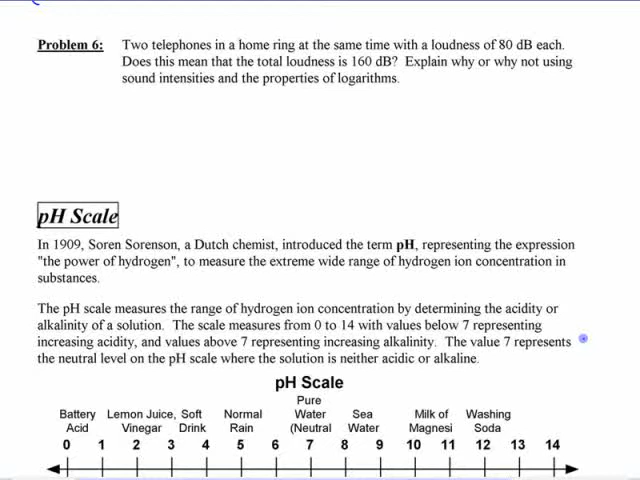 Problem 6: Two telephones in a home ring at the same time with a loudness of 80 dB each.
Does this mean that the total loudness is 160 dB? Explain why or why not using
sound intensities and the properties of logarithms.
pH Scale
In 1909, Soren Sorenson, a Dutch chemist, introduced the term pH, representing the expression
"the power of hydrogen", to measure the extreme wide range of hydrogen ion concentration in
substances.
The pH scale measures the range of hydrogen ion concentration by determining the acidity or
alkalinity of a solution. The scale measures from 0 to 14 with values below 7 representing
increasing acidity, and values above 7 representing increasing alkalinity. The value 7 represents
the neutral level on the pH scale where the solution is neither acidic or alkaline.
pH Scale
Pure
Battery Lemon Juice, Soft Normal Water Sea Milk of Washing
Acid Vinegar Drink Rain (Neutral Water Magnesi Soda
0 1 2 3 4 5 6 7 8 9 10 11 12 13 14